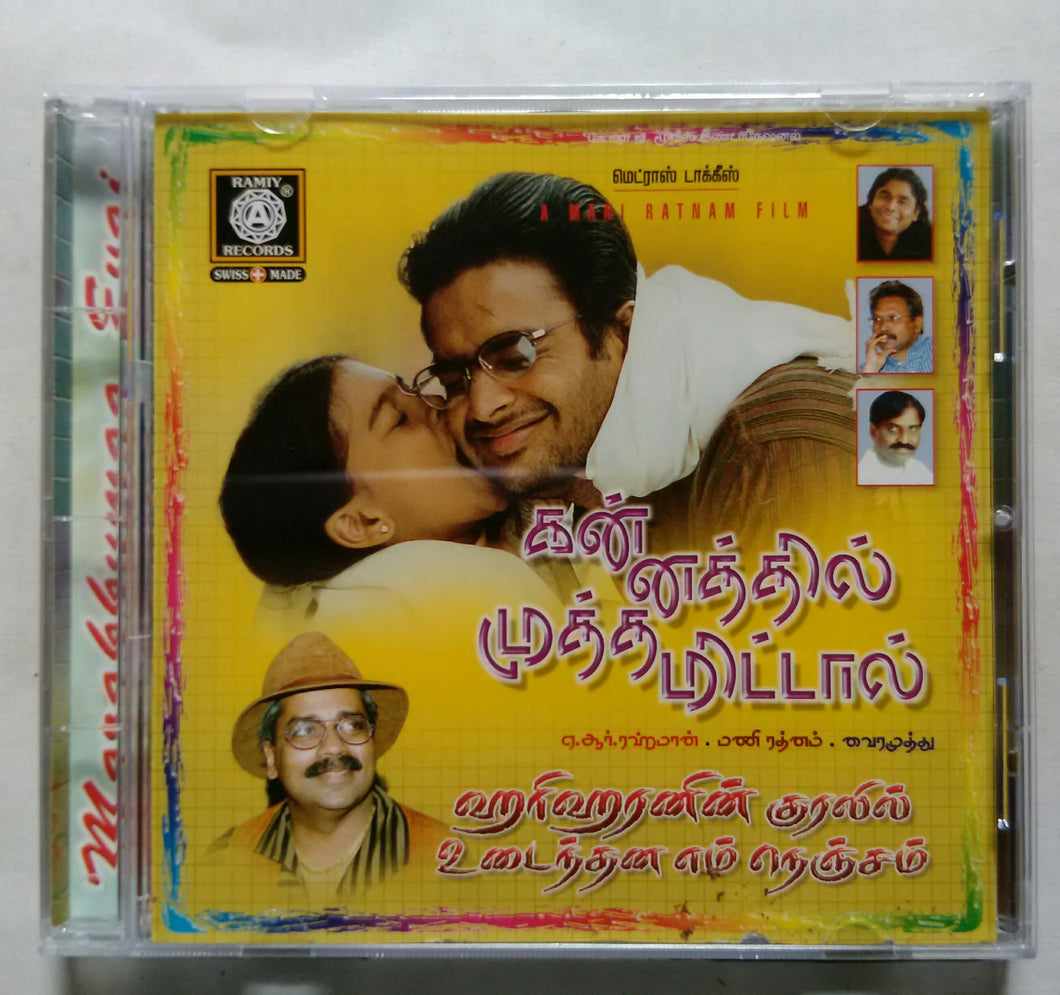 மெட்ராஸ் டாக்கீஸ்
A MANI RATNAM FILM
RAMIY
®
A
RECORDS
SWISS MADE
கன்
னத்தில்
முத்த
மிட்டால்
ஏ.ஆர்.ரஹ்மான் . மணி ரத்னம் . வைரமுத்து
ஹரிஹரனின் குரலில்
உடைந்தன எம் நெஞ்சம்